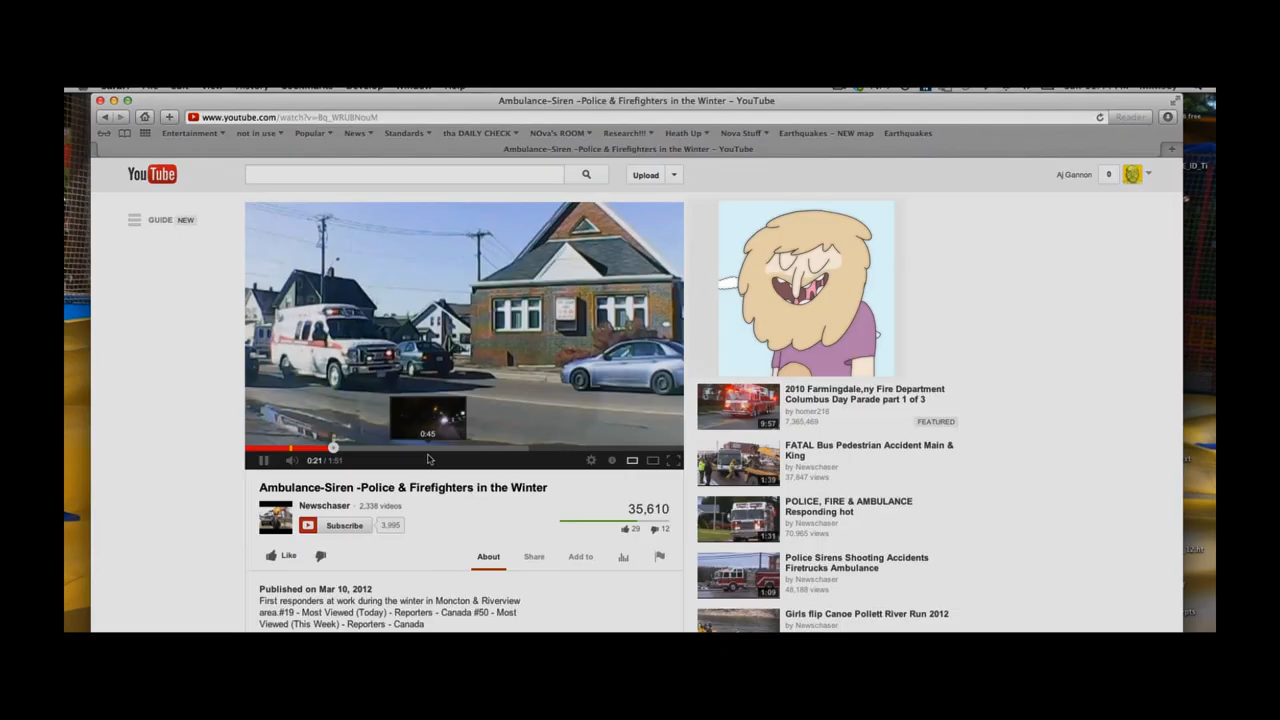 Ambulance-Siren -Police & Firefighters in the Winter - YouTube
www.youtube.com/watch?v=8q_WRUBNouM
Reader
Entertainment not in use Popular News Standards tha DAILY CHECK NOva's ROOM Research!!! Heath Up Nova Stuff Earthquakes - NEW map Earthquakes
Ambulance-Siren -Police & Firefighters in the Winter - YouTube
YouTube
Upload
Aj Gannon 0
GUIDE NEW
0:45
0:21 / 1:51
Ambulance-Siren -Police & Firefighters in the Winter
Newschaser · 2,338 videos
Subscribe 3,995
35,610
29 12
Like
About Share Add to
Published on Mar 10, 2012
First responders at work during the winter in Moncton & Riverview
area.#19 - Most Viewed (Today) - Reporters - Canada #50 - Most
Viewed (This Week) - Reporters - Canada
2010 Farmingdale,ny Fire Department
Columbus Day Parade part 1 of 3
by homer216
7,365,469 FEATURED
9:57
FATAL Bus Pedestrian Accident Main &
King
by Newschaser
37,847 views
1:39
POLICE, FIRE & AMBULANCE
Responding hot
by Newschaser
70,965 views
1:31
Police Sirens Shooting Accidents
Firetrucks Ambulance
by Newschaser
48,188 views
1:09
Girls flip Canoe Pollett River Run 2012
by Newschaser